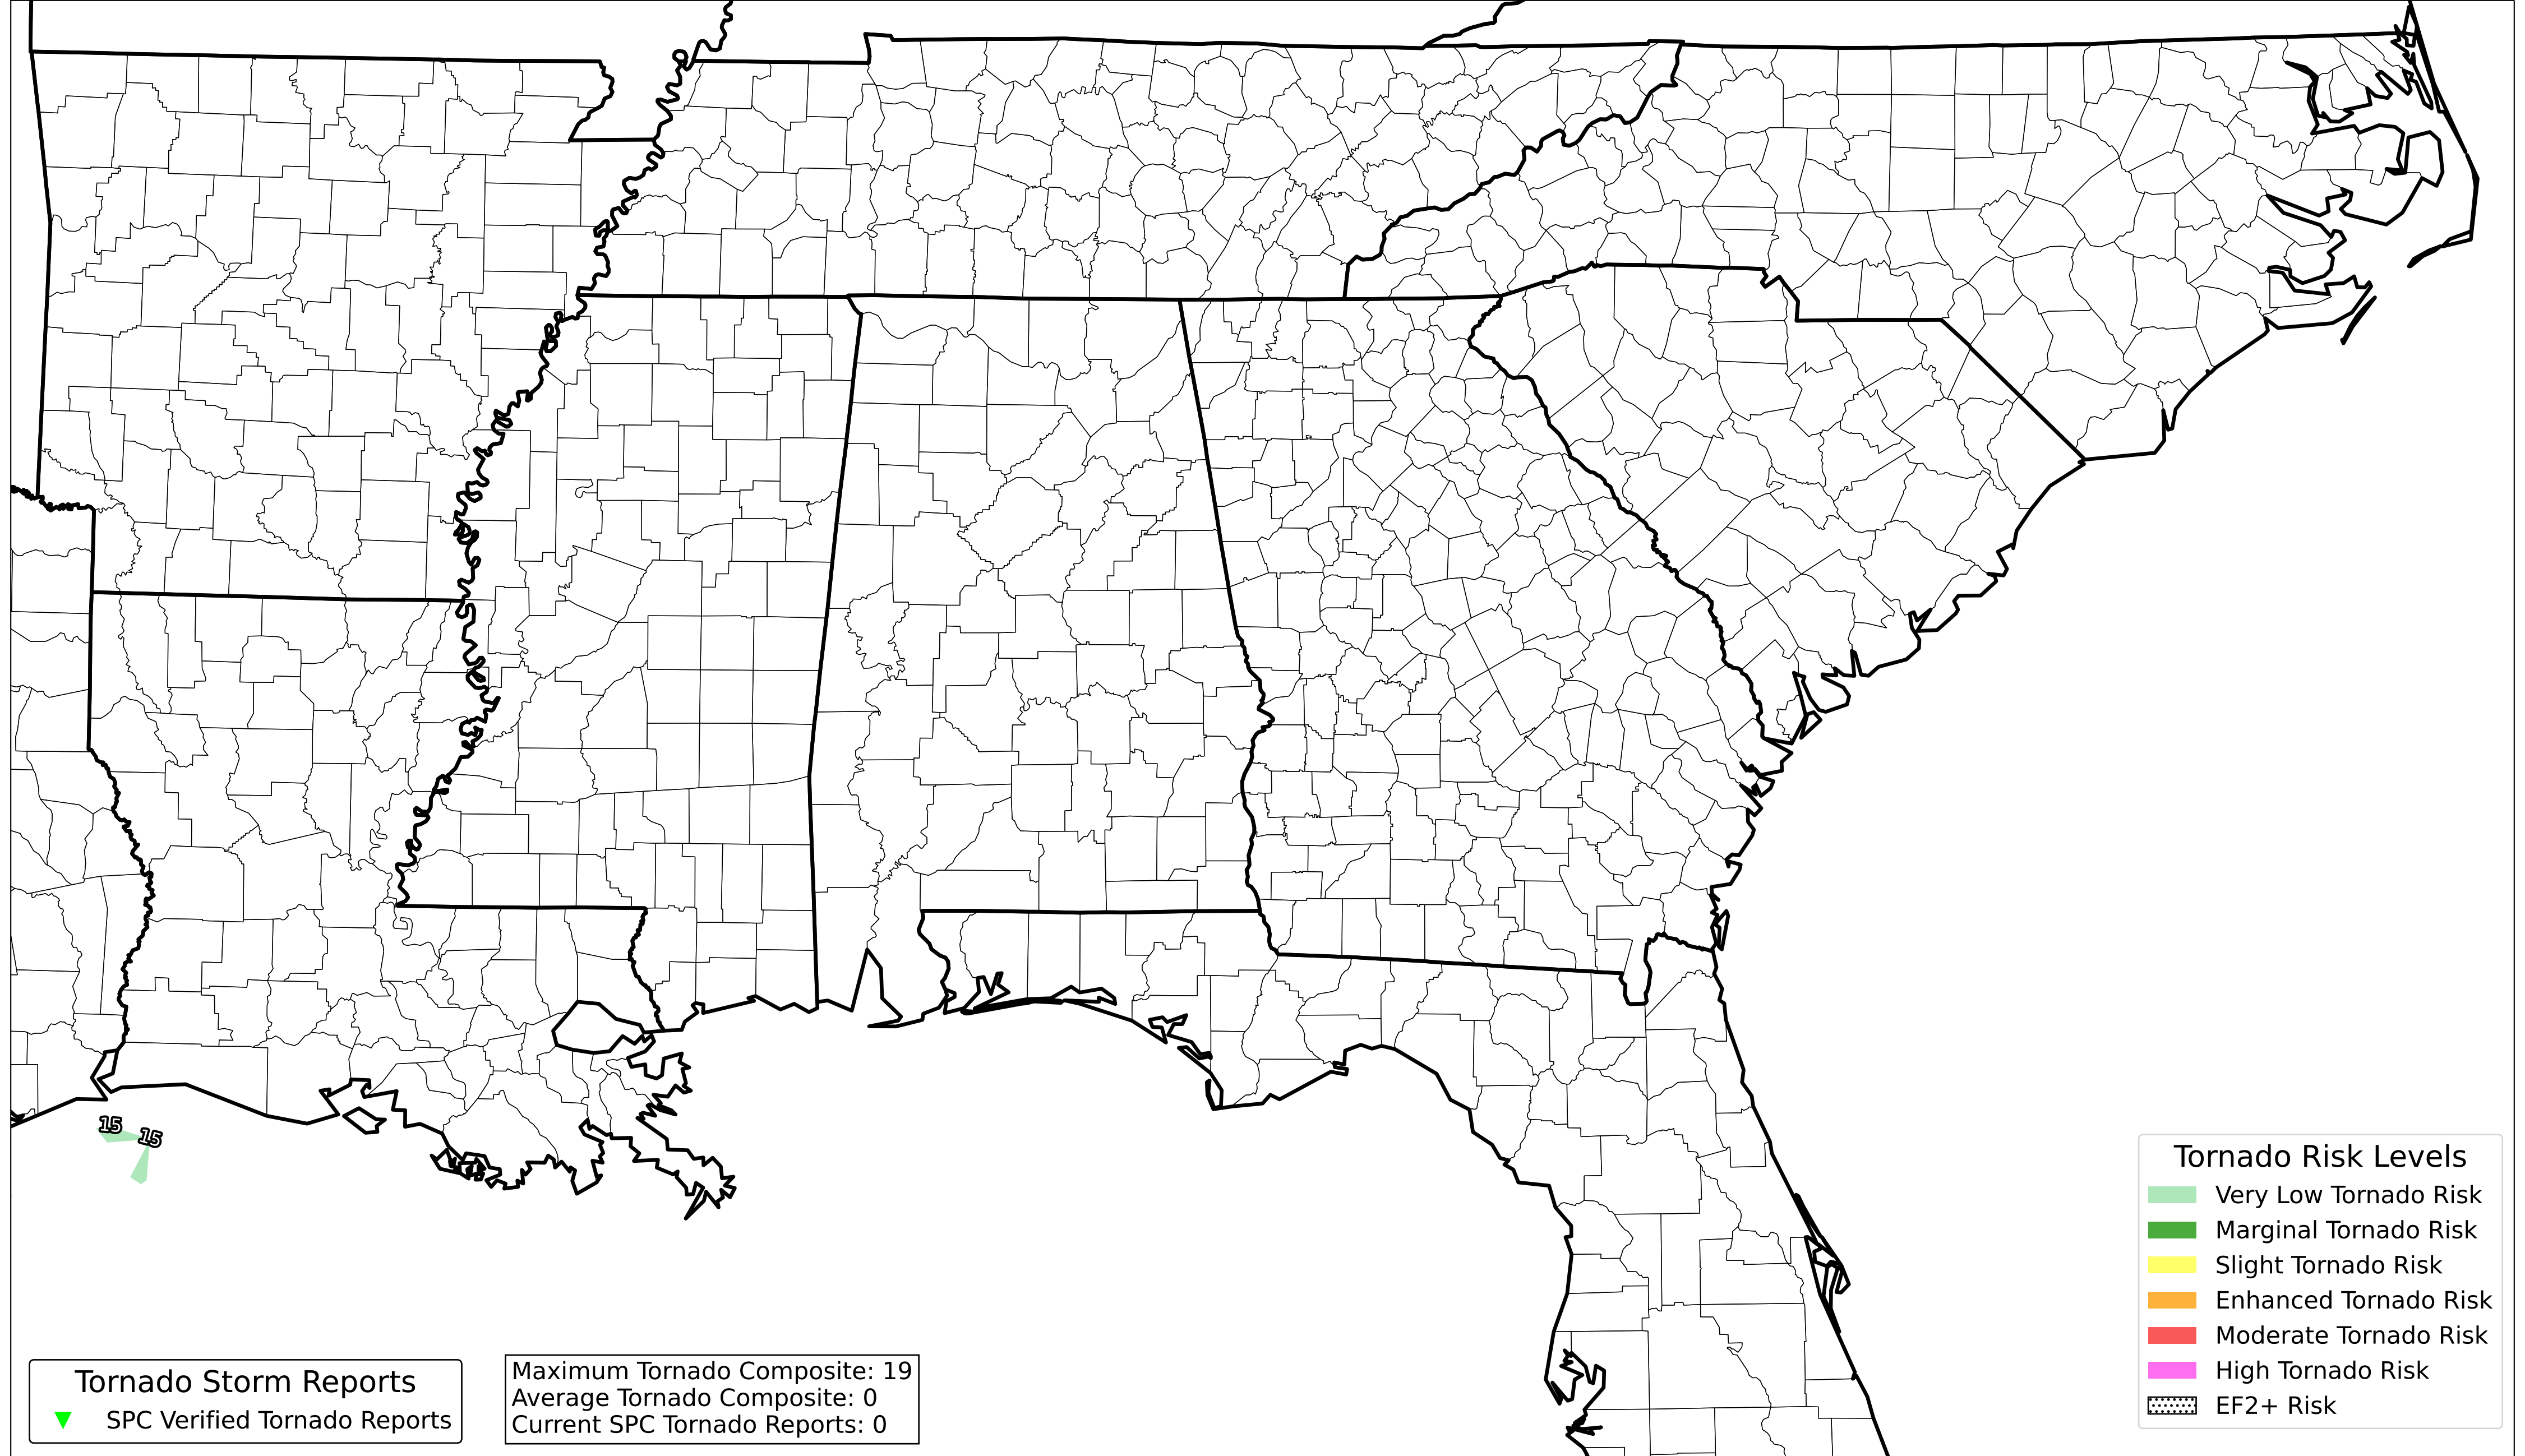 15
15
Tornado Storm Reports
SPC Verified Tornado Reports
Maximum Tornado Composite: 19
Average Tornado Composite: 0
Current SPC Tornado Reports: 0
Tornado Risk Levels
Very Low Tornado Risk
Marginal Tornado Risk
Slight Tornado Risk
Enhanced Tornado Risk
Moderate Tornado Risk
High Tornado Risk
EF2+ Risk